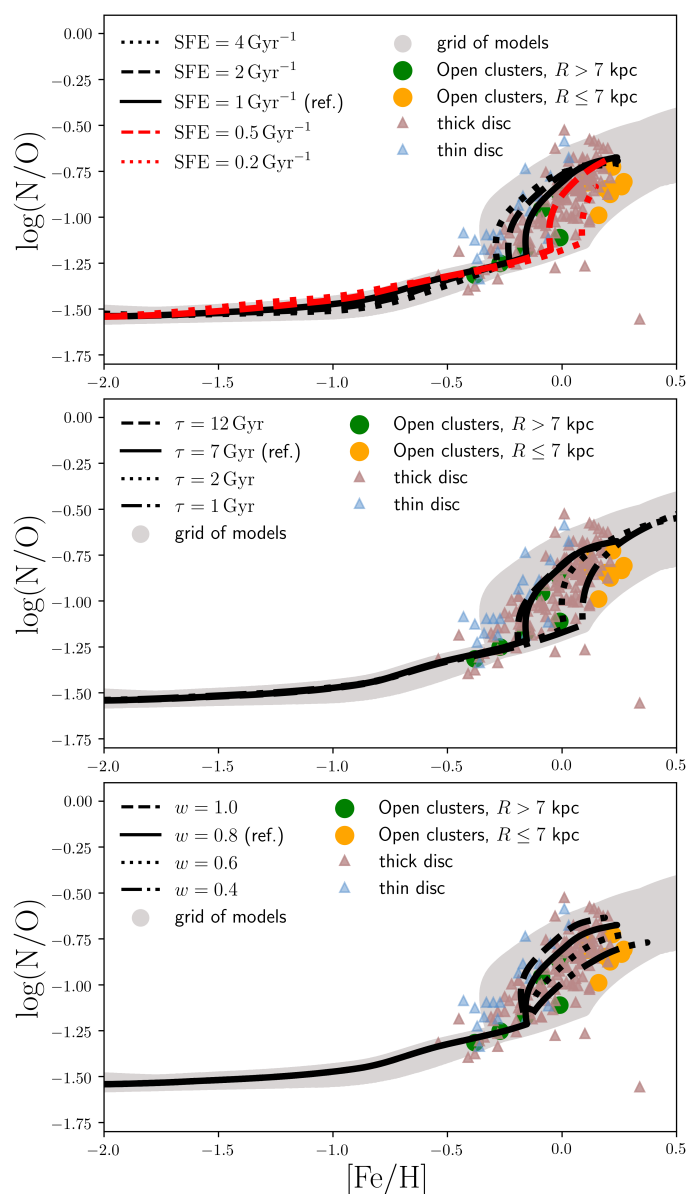 0.00
−0.25
−0.50
−0.75
−1.00
−1.25
−1.50
−1.75
log(N/O)
SFE = 4 Gyr⁻¹
SFE = 2 Gyr⁻¹
SFE = 1 Gyr⁻¹ (ref.)
SFE = 0.5 Gyr⁻¹
SFE = 0.2 Gyr⁻¹
grid of models
Open clusters, R > 7 kpc
Open clusters, R ≤ 7 kpc
thick disc
thin disc
−2.0 −1.5 −1.0 −0.5 0.0 0.5
0.00
−0.25
−0.50
−0.75
−1.00
−1.25
−1.50
−1.75
log(N/O)
τ = 12 Gyr
τ = 7 Gyr (ref.)
τ = 2 Gyr
τ = 1 Gyr
grid of models
Open clusters, R > 7 kpc
Open clusters, R ≤ 7 kpc
thick disc
thin disc
−2.0 −1.5 −1.0 −0.5 0.0 0.5
0.00
−0.25
−0.50
−0.75
−1.00
−1.25
−1.50
−1.75
log(N/O)
w = 1.0
w = 0.8 (ref.)
w = 0.6
w = 0.4
grid of models
Open clusters, R > 7 kpc
Open clusters, R ≤ 7 kpc
thick disc
thin disc
−2.0 −1.5 −1.0 −0.5 0.0 0.5
[Fe/H]